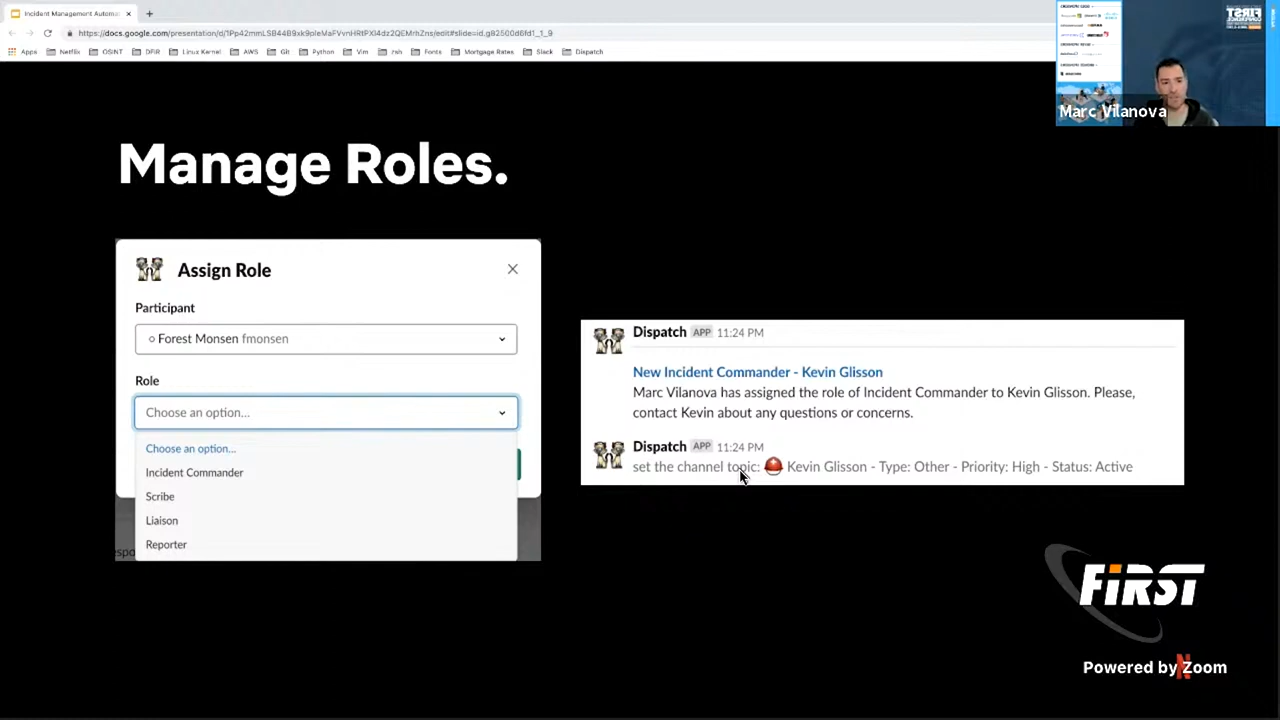 Incident Management Automat
https://docs.google.com/presentation/d/
Apps Netflix OSINT DFIR Linux Kernel AWS Git Python Vim zsh Fonts Mortgage Rates Slack Dispatch
Marc Vilanova
Manage Roles.
Assign Role
Participant
Forest Monsen fmonsen
Role
Choose an option...
Choose an option...
Incident Commander
Scribe
Liaison
Reporter
espo
Dispatch APP 11:24 PM
New Incident Commander - Kevin Glisson
Marc Vilanova has assigned the role of Incident Commander to Kevin Glisson. Please,
contact Kevin about any questions or concerns.
Dispatch APP 11:24 PM
set the channel topic: Kevin Glisson - Type: Other - Priority: High - Status: Active
FiRST
Powered by Zoom